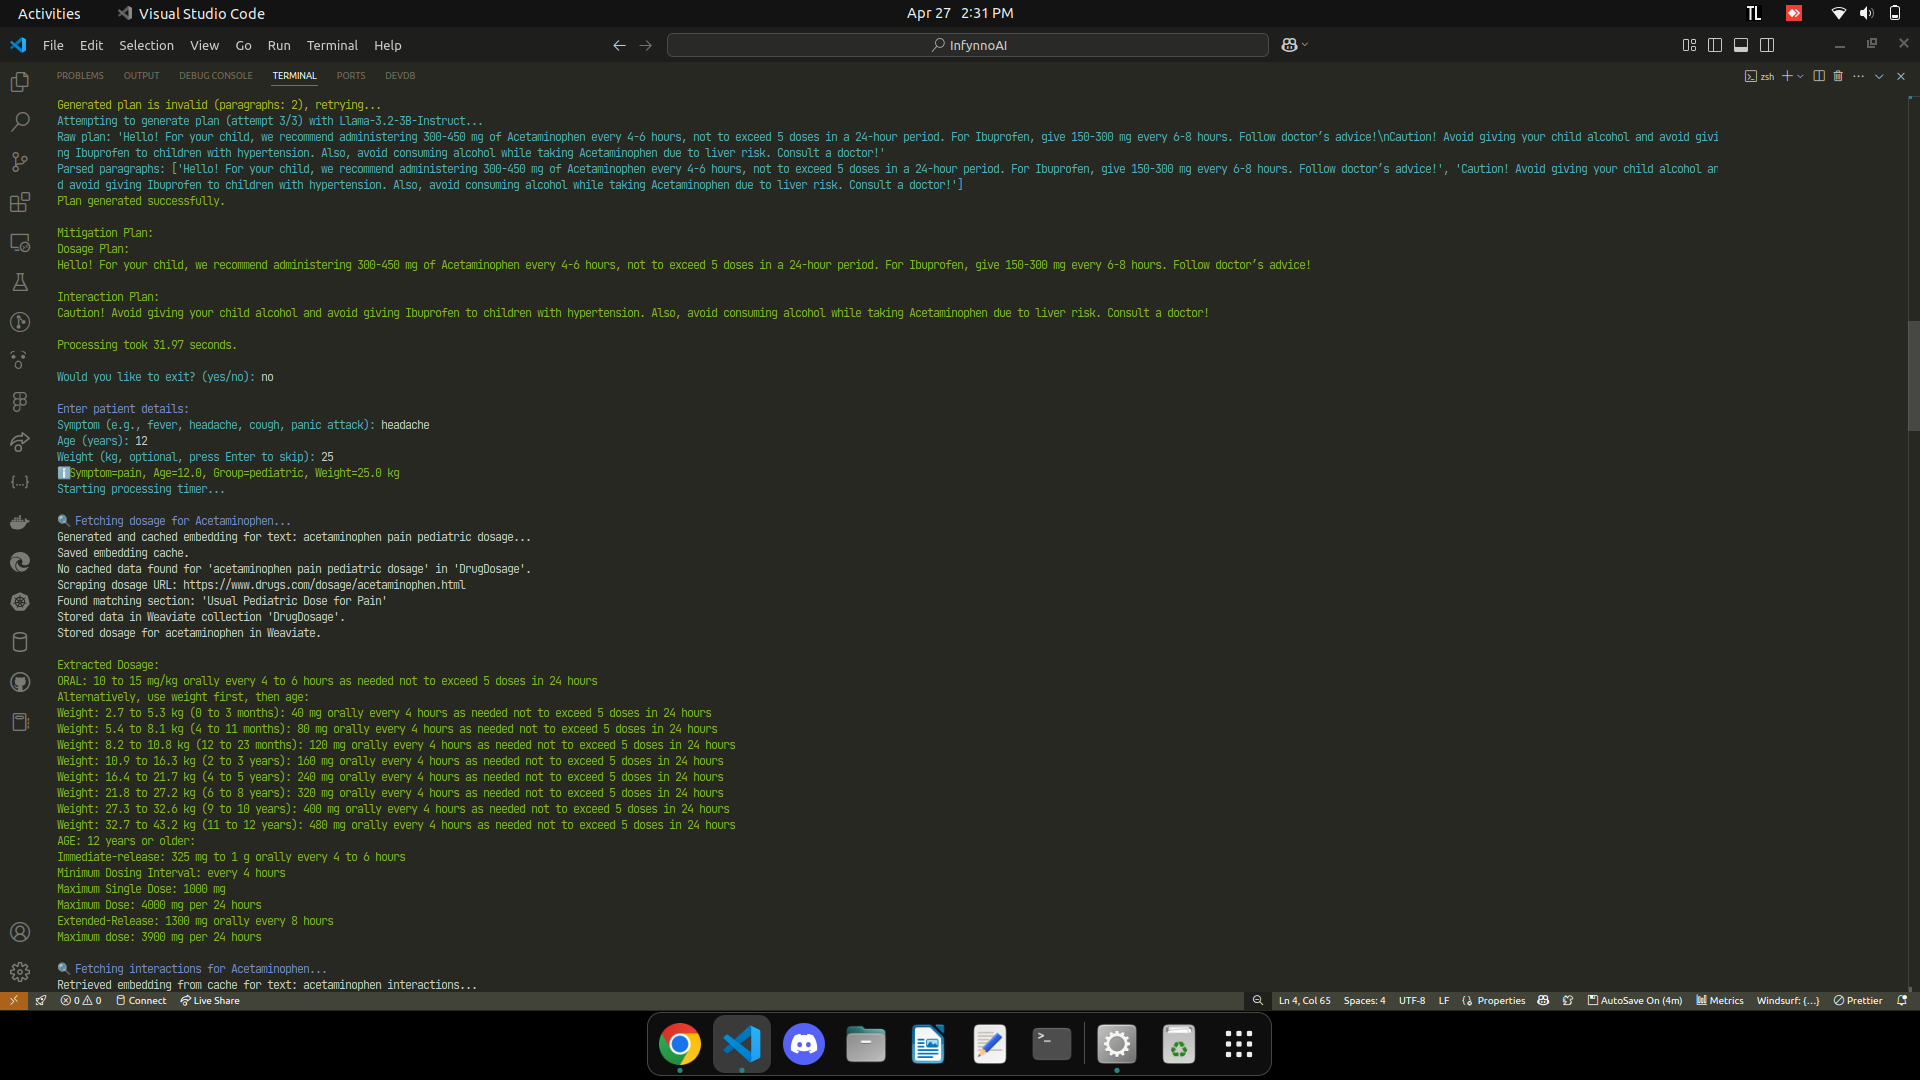 Activities
Visual Studio Code
Apr 27 2:31 PM
TL
File Edit Selection View Go Run Terminal Help
InfynnoAI
PROBLEMS OUTPUT DEBUG CONSOLE TERMINAL PORTS DEVDB
zsh
Generated plan is invalid (paragraphs: 2), retrying...
Attempting to generate plan (attempt 3/3) with Llama-3.2-3B-Instruct...
Raw plan: 'Hello! For your child, we recommend administering 300-450 mg of Acetaminophen every 4-6 hours, not to exceed 5 doses in a 24-hour period. For Ibuprofen, give 150-300 mg every 6-8 hours. Follow doctor’s advice!\nCaution! Avoid giving your child alcohol and avoid givi
ng Ibuprofen to children with hypertension. Also, avoid consuming alcohol while taking Acetaminophen due to liver risk. Consult a doctor!'
Parsed paragraphs: ['Hello! For your child, we recommend administering 300-450 mg of Acetaminophen every 4-6 hours, not to exceed 5 doses in a 24-hour period. For Ibuprofen, give 150-300 mg every 6-8 hours. Follow doctor’s advice!', 'Caution! Avoid giving your child alcohol an
d avoid giving Ibuprofen to children with hypertension. Also, avoid consuming alcohol while taking Acetaminophen due to liver risk. Consult a doctor!']
Plan generated successfully.
Mitigation Plan:
Dosage Plan:
Hello! For your child, we recommend administering 300-450 mg of Acetaminophen every 4-6 hours, not to exceed 5 doses in a 24-hour period. For Ibuprofen, give 150-300 mg every 6-8 hours. Follow doctor’s advice!
Interaction Plan:
Caution! Avoid giving your child alcohol and avoid giving Ibuprofen to children with hypertension. Also, avoid consuming alcohol while taking Acetaminophen due to liver risk. Consult a doctor!
Processing took 31.97 seconds.
Would you like to exit? (yes/no): no
Enter patient details:
Symptom (e.g., fever, headache, cough, panic attack): headache
Age (years): 12
Weight (kg, optional, press Enter to skip): 25
ℹ️Symptom=pain, Age=12.0, Group=pediatric, Weight=25.0 kg
Starting processing timer...
🔍 Fetching dosage for Acetaminophen...
Generated and cached embedding for text: acetaminophen pain pediatric dosage...
Saved embedding cache.
No cached data found for 'acetaminophen pain pediatric dosage' in 'DrugDosage'.
Scraping dosage URL: https://www.drugs.com/dosage/acetaminophen.html
Found matching section: 'Usual Pediatric Dose for Pain'
Stored data in Weaviate collection 'DrugDosage'.
Stored dosage for acetaminophen in Weaviate.
Extracted Dosage:
ORAL: 10 to 15 mg/kg orally every 4 to 6 hours as needed not to exceed 5 doses in 24 hours
Alternatively, use weight first, then age:
Weight: 2.7 to 5.3 kg (0 to 3 months): 40 mg orally every 4 hours as needed not to exceed 5 doses in 24 hours
Weight: 5.4 to 8.1 kg (4 to 11 months): 80 mg orally every 4 hours as needed not to exceed 5 doses in 24 hours
Weight: 8.2 to 10.8 kg (12 to 23 months): 120 mg orally every 4 hours as needed not to exceed 5 doses in 24 hours
Weight: 10.9 to 16.3 kg (2 to 3 years): 160 mg orally every 4 hours as needed not to exceed 5 doses in 24 hours
Weight: 16.4 to 21.7 kg (4 to 5 years): 240 mg orally every 4 hours as needed not to exceed 5 doses in 24 hours
Weight: 21.8 to 27.2 kg (6 to 8 years): 320 mg orally every 4 hours as needed not to exceed 5 doses in 24 hours
Weight: 27.3 to 32.6 kg (9 to 10 years): 400 mg orally every 4 hours as needed not to exceed 5 doses in 24 hours
Weight: 32.7 to 43.2 kg (11 to 12 years): 480 mg orally every 4 hours as needed not to exceed 5 doses in 24 hours
AGE: 12 years or older:
Immediate-release: 325 mg to 1 g orally every 4 to 6 hours
Minimum Dosing Interval: every 4 hours
Maximum Single Dose: 1000 mg
Maximum Dose: 4000 mg per 24 hours
Extended-Release: 1300 mg orally every 8 hours
Maximum dose: 3900 mg per 24 hours
🔍 Fetching interactions for Acetaminophen...
Retrieved embedding from cache for text: acetaminophen interactions...
0 0 Connect Live Share Ln 4, Col 65 Spaces: 4 UTF-8 LF Properties AutoSave On (4m) Metrics Windsurf: {...} Prettier